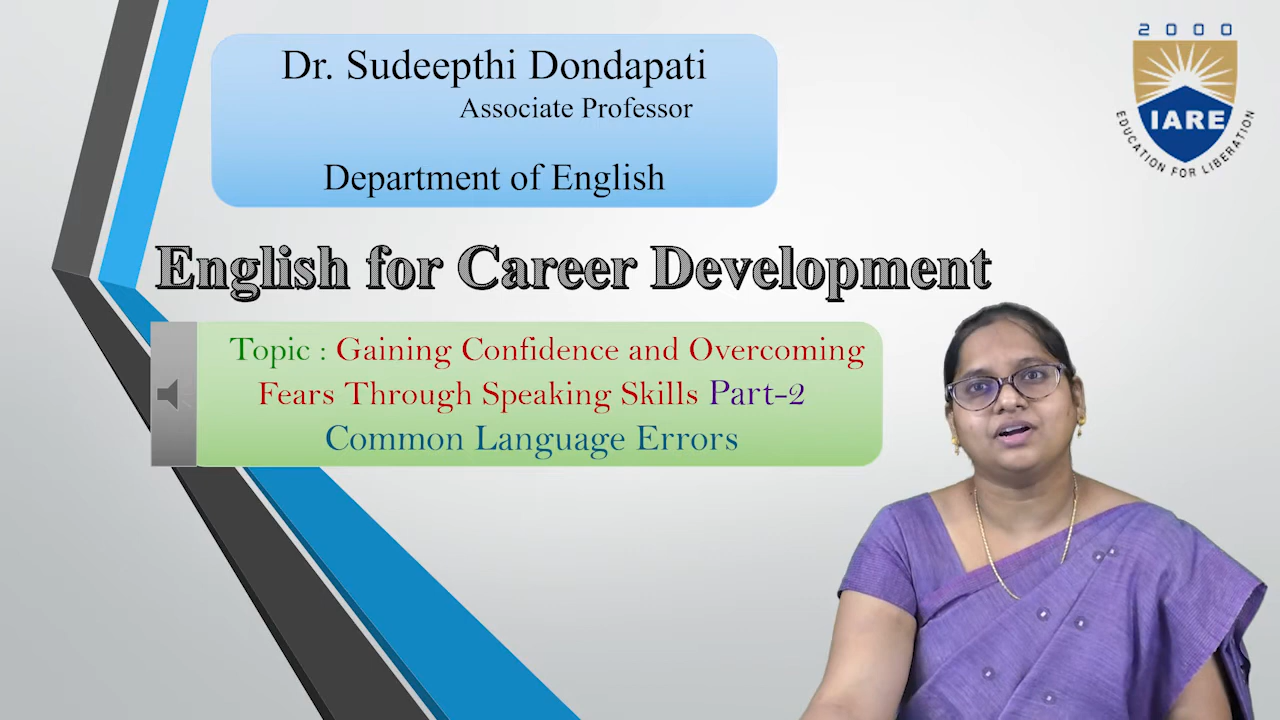 Dr. Sudeepthi Dondapati
Associate Professor
Department of English
2000
IARE
EDUCATION FOR LIBERATION
English for Career Development
Topic : Gaining Confidence and Overcoming
Fears Through Speaking Skills Part-2
Common Language Errors